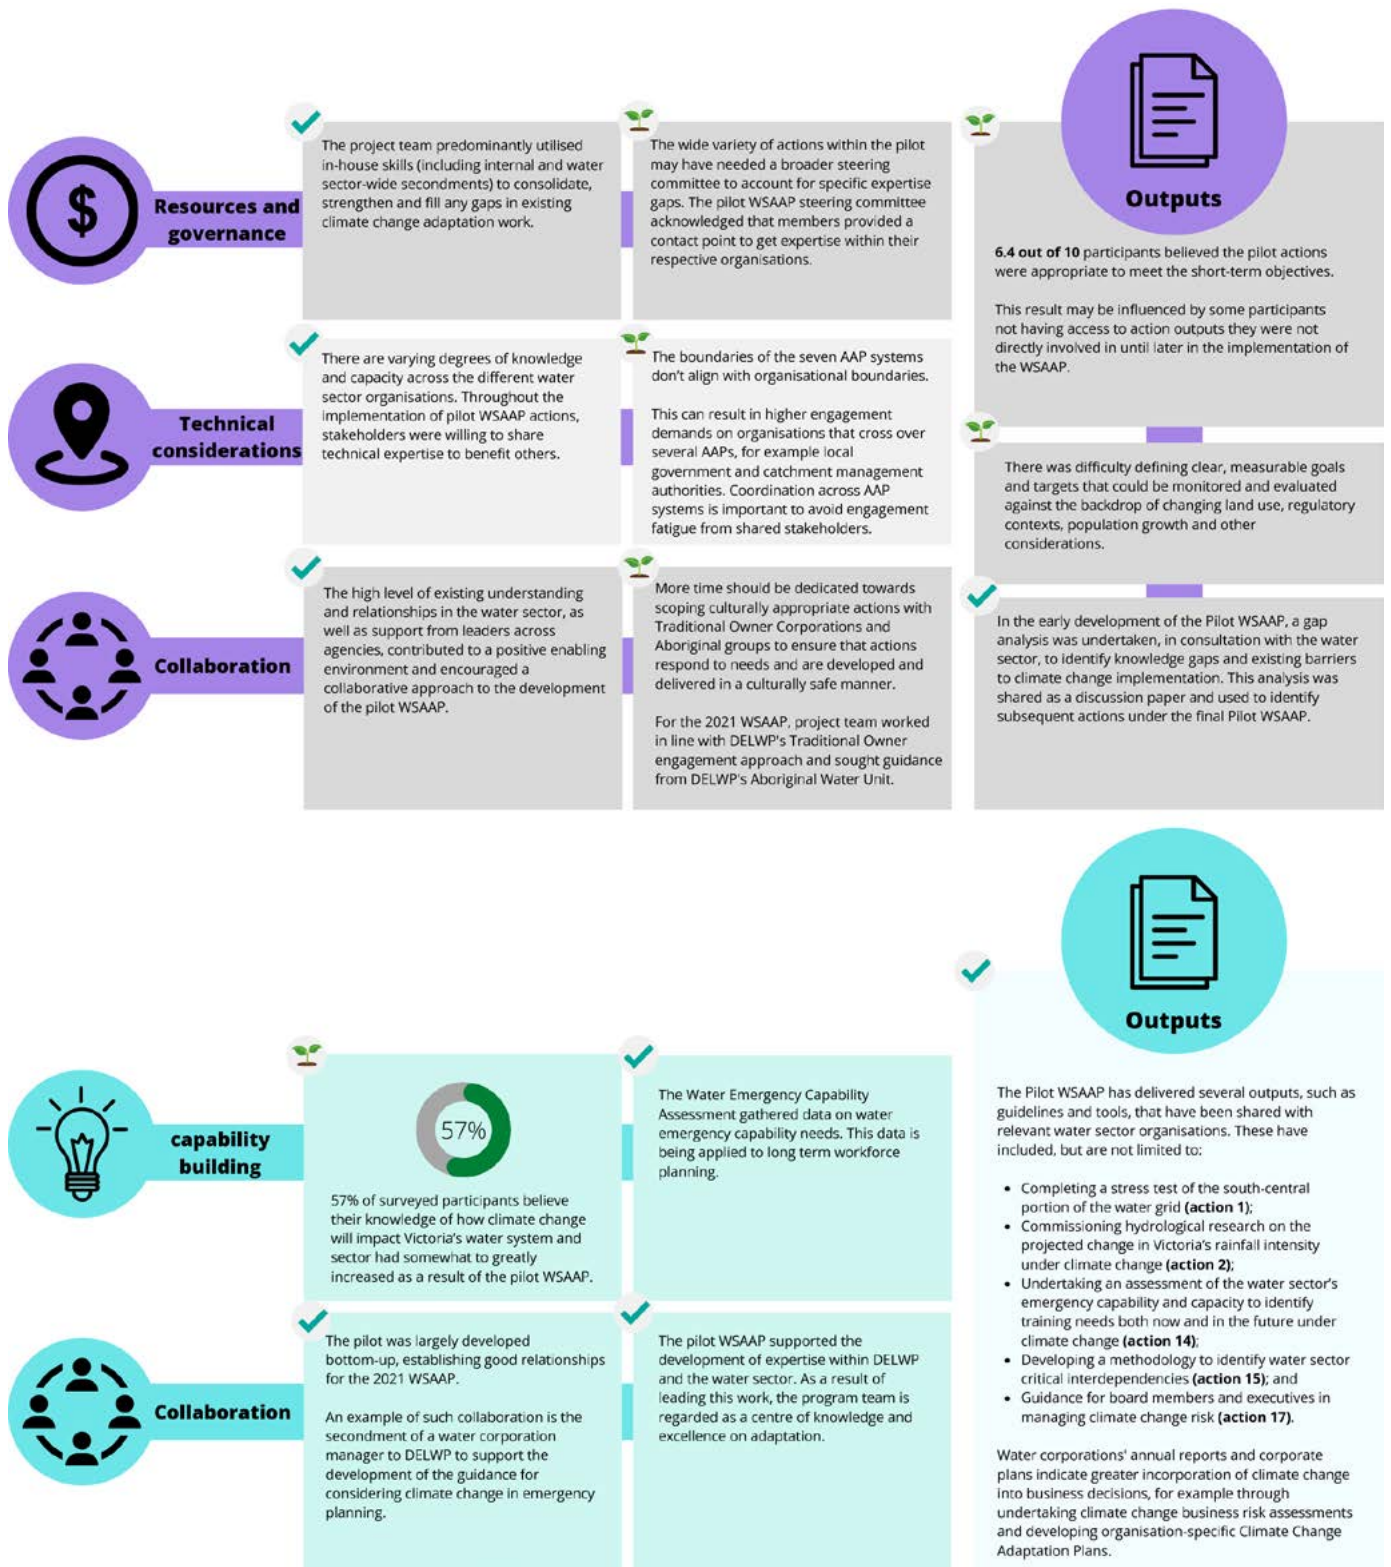 Resources and
governance
The project team predominantly utilised
in-house skills (including internal and water
sector-wide secondments) to consolidate,
strengthen and fill any gaps in existing
climate change adaptation work.
The wide variety of actions within the pilot
may have needed a broader steering
committee to account for specific expertise
gaps. The pilot WSAAP steering committee
acknowledged that members provided a
contact point to get expertise within their
respective organisations.
Technical
considerations
There are varying degrees of knowledge
and capacity across the different water
sector organisations. Throughout the
implementation of pilot WSAAP actions,
stakeholders were willing to share
technical expertise to benefit others.
The boundaries of the seven AAP systems
don't align with organisational boundaries.
This can result in higher engagement
demands on organisations that cross over
several AAPs, for example local
government and catchment management
authorities. Coordination across AAP
systems is important to avoid engagement
fatigue from shared stakeholders.
Collaboration
The high level of existing understanding
and relationships in the water sector, as
well as support from leaders across
agencies, contributed to a positive enabling
environment and encouraged a
collaborative approach to the development
of the pilot WSAAP.
More time should be dedicated towards
scoping culturally appropriate actions with
Traditional Owner Corporations and
Aboriginal groups to ensure that actions
respond to needs and are developed and
delivered in a culturally safe manner.
For the 2021 WSAAP, project team worked
in line with DELWP's Traditional Owner
engagement approach and sought guidance
from DELWP's Aboriginal Water Unit.
Outputs
6.4 out of 10 participants believed the pilot actions
were appropriate to meet the short-term objectives.
This result may be influenced by some participants
not having access to action outputs they were not
directly involved in until later in the implementation of
the WSAAP.
There was difficulty defining clear, measurable goals
and targets that could be monitored and evaluated
against the backdrop of changing land use, regulatory
contexts, population growth and other
considerations.
In the early development of the Pilot WSAAP, a gap
analysis was undertaken, in consultation with the water
sector, to identify knowledge gaps and existing barriers
to climate change implementation. This analysis was
shared as a discussion paper and used to identify
subsequent actions under the final Pilot WSAAP.
capability
building
57%
57% of surveyed participants believe
their knowledge of how climate change
will impact Victoria's water system and
sector had somewhat to greatly
increased as a result of the pilot WSAAP.
The Water Emergency Capability
Assessment gathered data on water
emergency capability needs. This data is
being applied to long term workforce
planning.
Collaboration
The pilot was largely developed
bottom-up, establishing good relationships
for the 2021 WSAAP.
An example of such collaboration is the
secondment of a water corporation
manager to DELWP to support the
development of the guidance for
considering climate change in emergency
planning.
The pilot WSAAP supported the
development of expertise within DELWP
and the water sector. As a result of
leading this work, the program team is
regarded as a centre of knowledge and
excellence on adaptation.
Outputs
The Pilot WSAAP has delivered several outputs, such as
guidelines and tools, that have been shared with
relevant water sector organisations. These have
included, but are not limited to:
• Completing a stress test of the south-central
portion of the water grid (action 1);
• Commissioning hydrological research on the
projected change in Victoria's rainfall intensity
under climate change (action 2);
• Undertaking an assessment of the water sector's
emergency capability and capacity to identify
training needs both now and in the future under
climate change (action 14);
• Developing a methodology to identify water sector
critical interdependencies (action 15); and
• Guidance for board members and executives in
managing climate change risk (action 17).
Water corporations' annual reports and corporate
plans indicate greater incorporation of climate change
into business decisions, for example through
undertaking climate change business risk assessments
and developing organisation-specific Climate Change
Adaptation Plans.